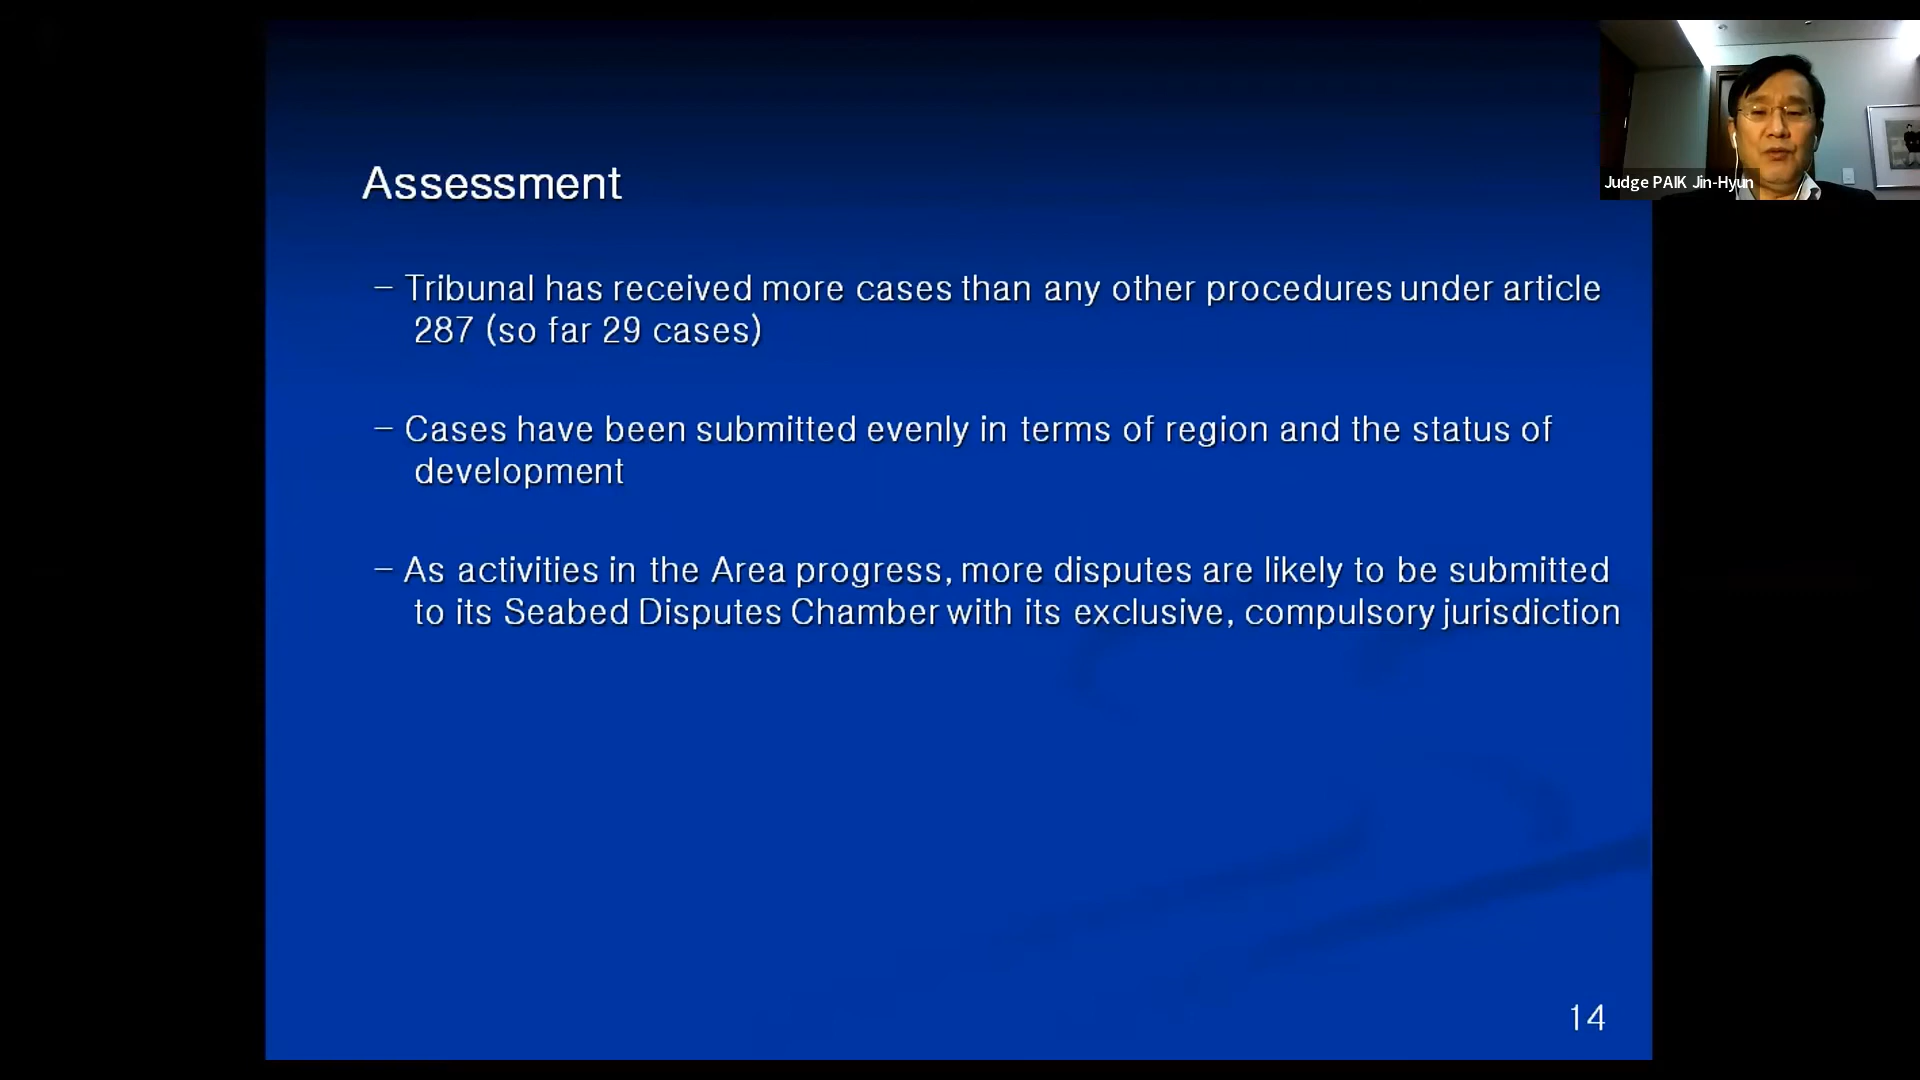 Assessment
– Tribunal has received more cases than any other procedures under article
287 (so far 29 cases)
– Cases have been submitted evenly in terms of region and the status of
development
– As activities in the Area progress, more disputes are likely to be submitted
to its Seabed Disputes Chamber with its exclusive, compulsory jurisdiction
14
Judge PAIK Jin-Hyun